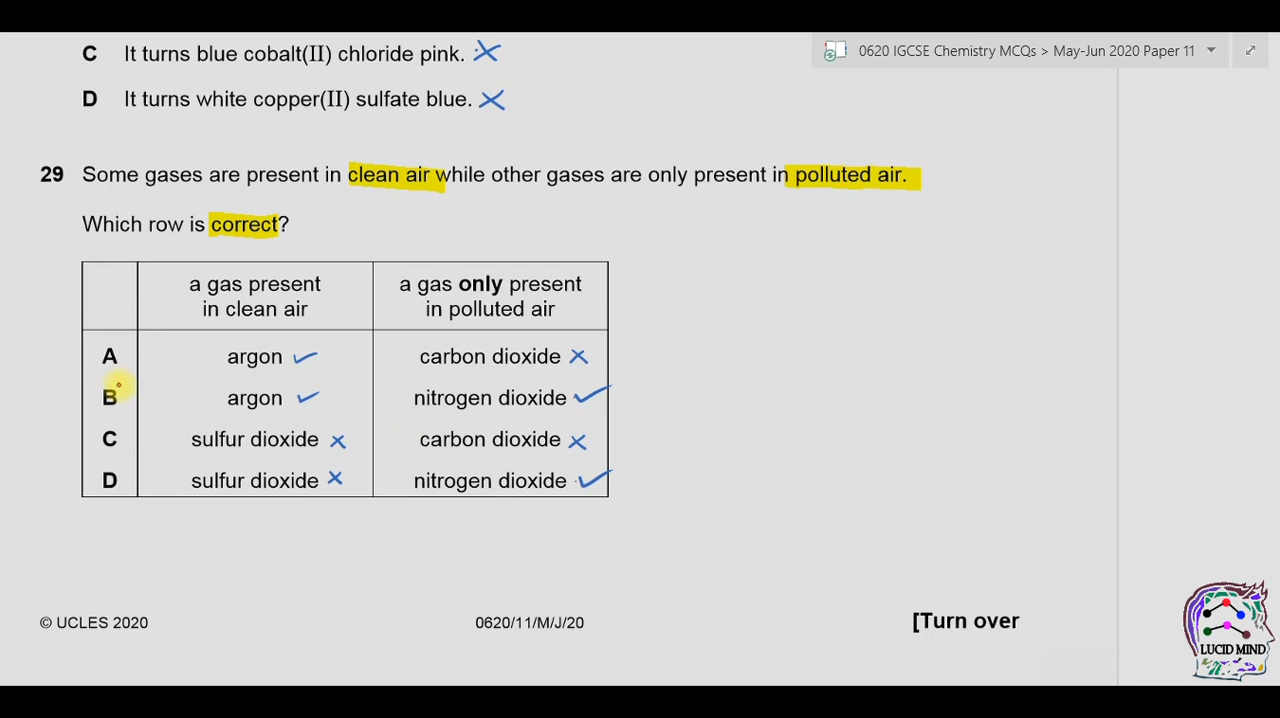 C It turns blue cobalt(II) chloride pink.
0620 IGCSE Chemistry MCQs > May-Jun 2020 Paper 11
D It turns white copper(II) sulfate blue.
29 Some gases are present in clean air while other gases are only present in polluted air.
Which row is correct?
a gas present in clean air
a gas only present in polluted air
A argon carbon dioxide
B argon nitrogen dioxide
C sulfur dioxide carbon dioxide
D sulfur dioxide nitrogen dioxide
© UCLES 2020 0620/11/M/J/20 [Turn over
LUCID MIND